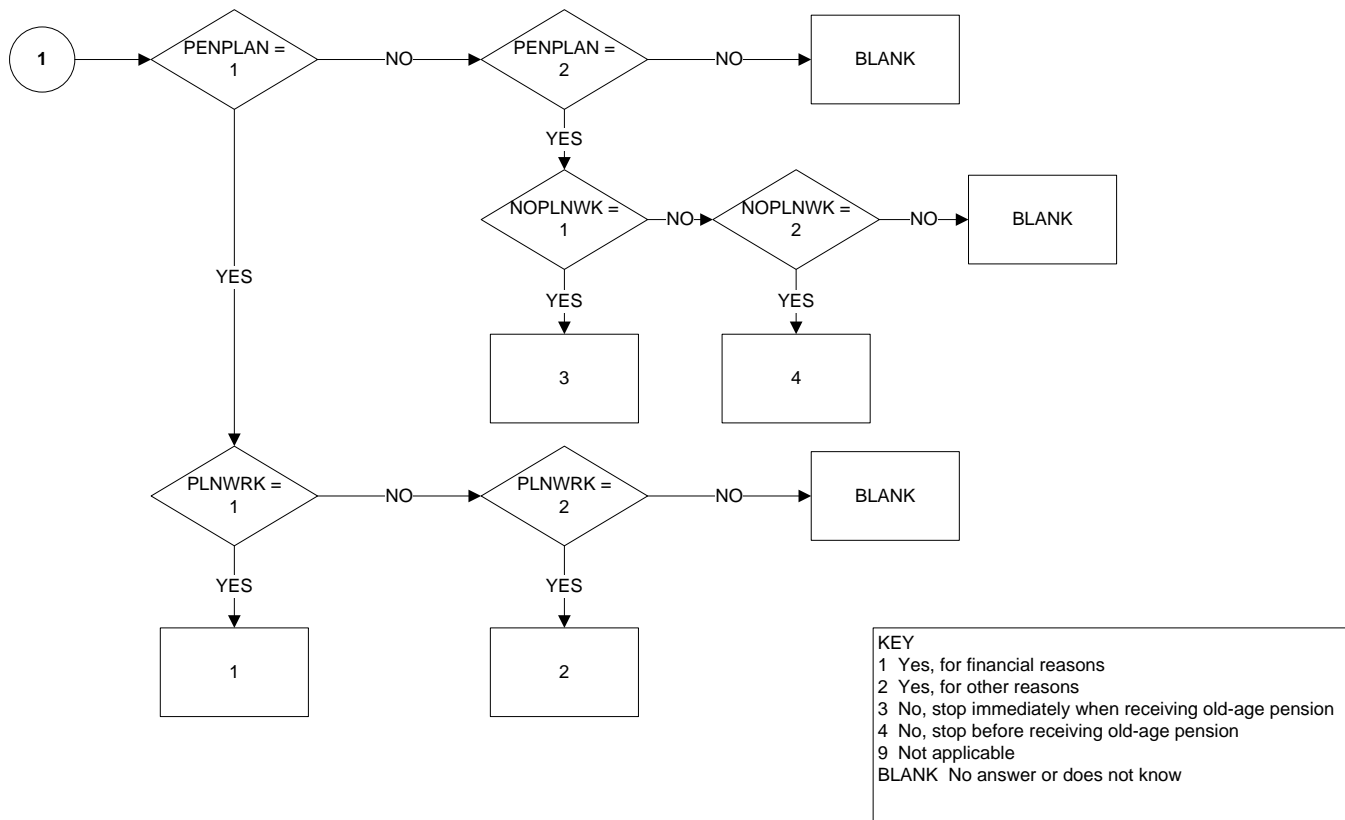 1
PENPLAN =
1
NO
PENPLAN =
2
NO
BLANK
YES
NOPLNWK =
1
NO
NOPLNWK =
2
NO
BLANK
YES
YES
YES
3
4
PLNWRK =
1
NO
PLNWRK =
2
NO
BLANK
YES
YES
1
2
KEY
1 Yes, for financial reasons
2 Yes, for other reasons
3 No, stop immediately when receiving old-age pension
4 No, stop before receiving old-age pension
9 Not applicable
BLANK No answer or does not know